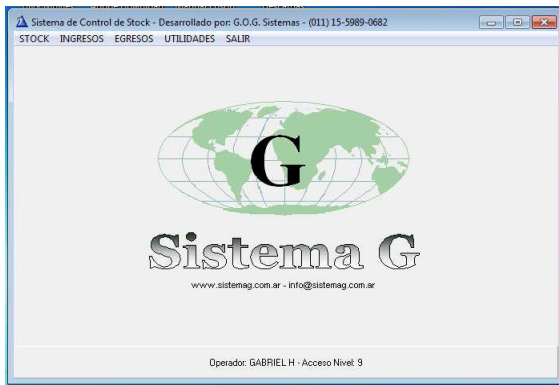 Sistema de Control de Stock - Desarrollado por: G.O.G. Sistemas - (011) 15-5989-0682
STOCK INGRESOS EGRESOS UTILIDADES SALIR
G
Sistema G
www.sistemag.com.ar - info@sistemag.com.ar
Operador: GABRIEL H - Acceso Nivel: 9